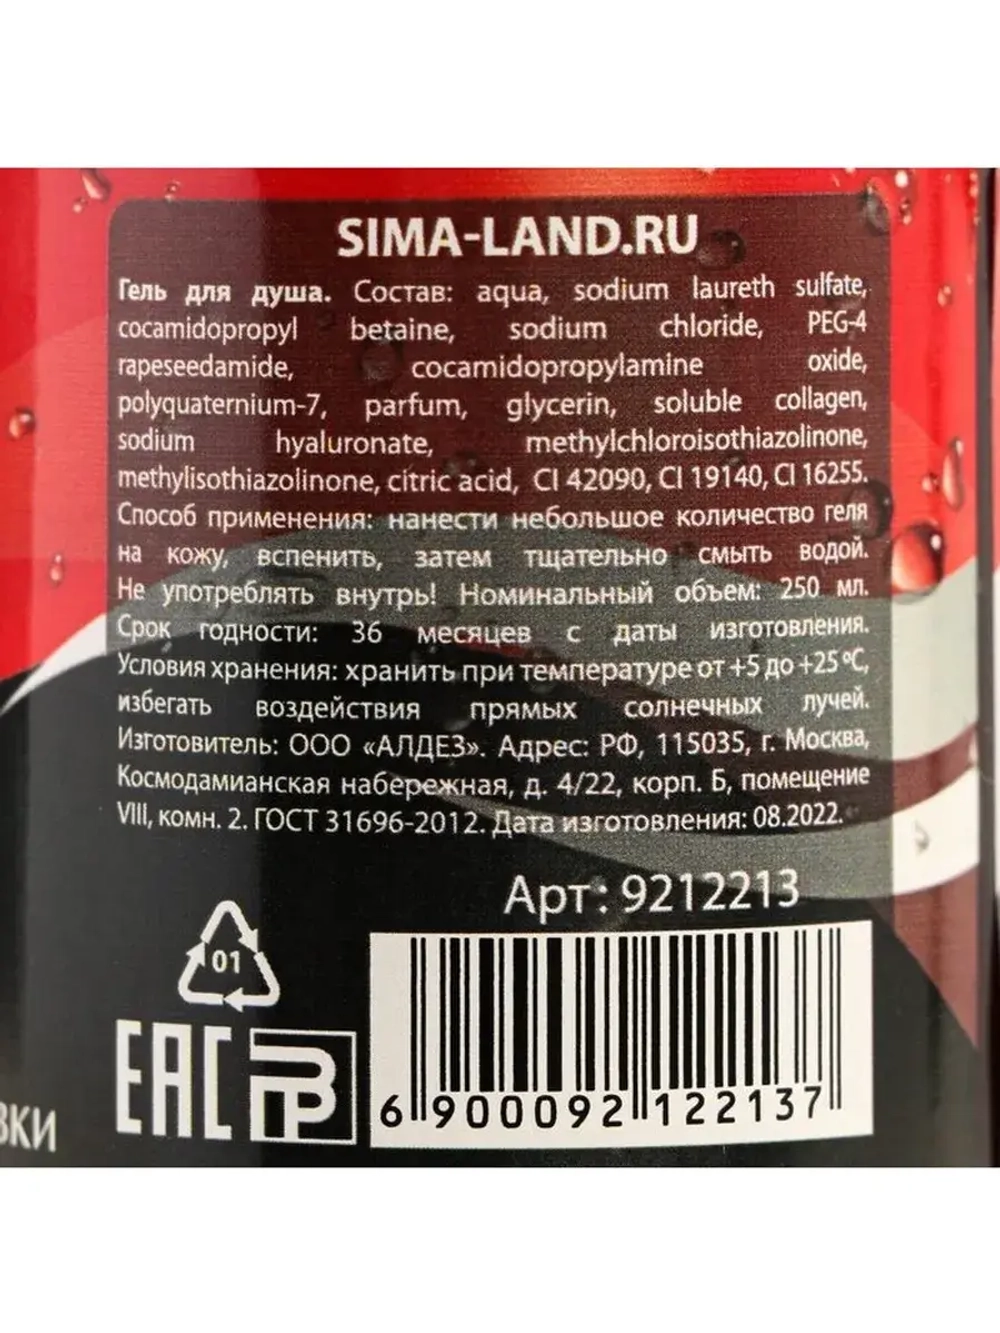 SIMA-LAND.RU
Гель для душа. Состав: aqua, sodium laureth sulfate,
cocamidopropyl betaine, sodium chloride, PEG-4
rapeseedamide, cocamidopropylamine oxide,
polyquaternium-7, parfum, glycerin, soluble collagen,
sodium hyaluronate, methylchloroisothiazolinone,
methylisothiazolinone, citric acid, CI 42090, CI 19140, CI 16255.
Способ применения: нанести небольшое количество геля
на кожу, вспенить, затем тщательно смыть водой.
Не употреблять внутрь! Номинальный объем: 250 мл.
Срок годности: 36 месяцев с даты изготовления.
Условия хранения: хранить при температуре от +5 до +25 ºС,
избегать воздействия прямых солнечных лучей.
Изготовитель: ООО «АЛДЕЗ». Адрес: РФ, 115035, г. Москва,
Космодамианская набережная, д. 4/22, корп. Б, помещение
VIII, комн. 2. ГОСТ 31696-2012. Дата изготовления: 08.2022.
Арт: 9212213
01
ЕАС
6 900092 122137